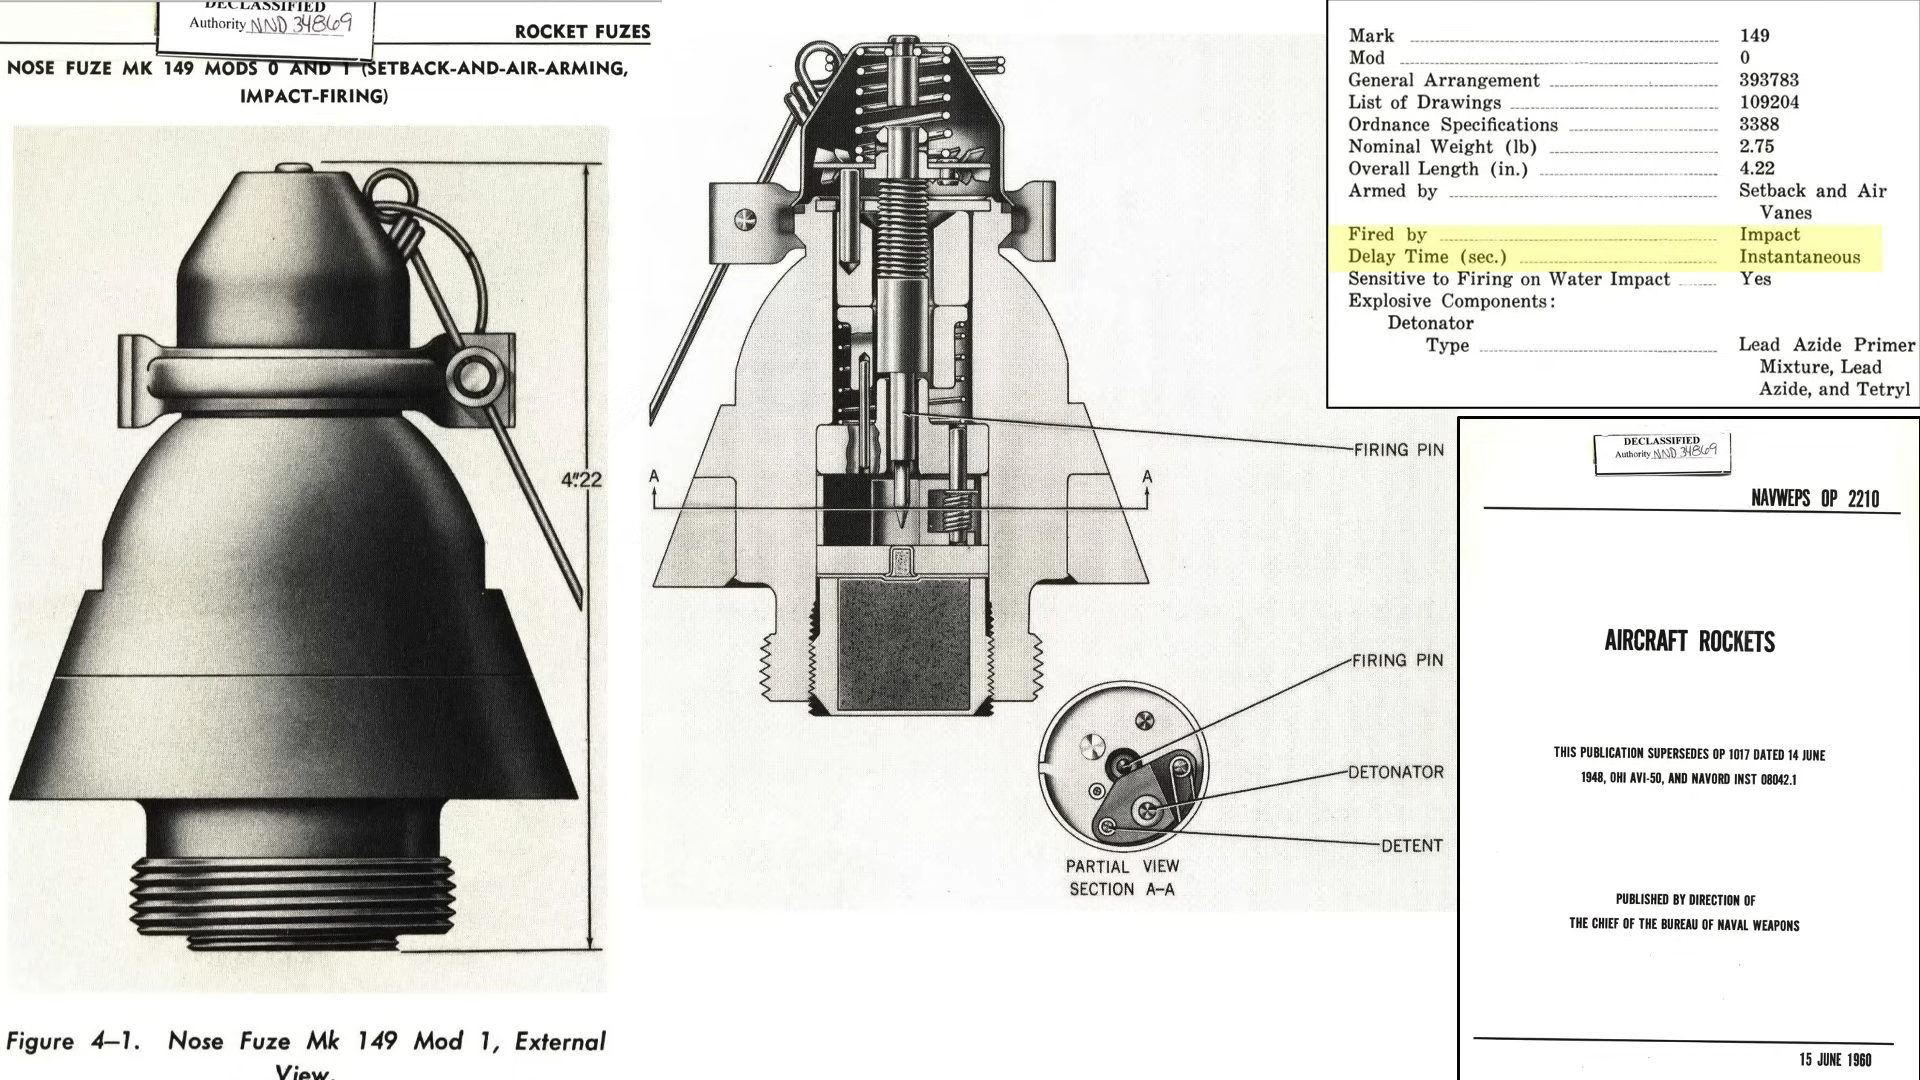 DECLASSIFIED
Authority NND 34869
ROCKET FUZES
NOSE FUZE MK 149 MODS 0 AND 1 (SETBACK-AND-AIR-ARMING,
IMPACT-FIRING)
4".22
Figure 4–1. Nose Fuze Mk 149 Mod 1, External
View.
A
A
FIRING PIN
FIRING PIN
DETONATOR
DETENT
PARTIAL VIEW
SECTION A–A
Mark 149
Mod 0
General Arrangement 393783
List of Drawings 109204
Ordnance Specifications 3388
Nominal Weight (lb) 2.75
Overall Length (in.) 4.22
Armed by Setback and Air
Vanes
Fired by Impact
Delay Time (sec.) Instantaneous
Sensitive to Firing on Water Impact Yes
Explosive Components:
Detonator
Type Lead Azide Primer
Mixture, Lead
Azide, and Tetryl
DECLASSIFIED
Authority NND 34869
NAVWEPS OP 2210
AIRCRAFT ROCKETS
THIS PUBLICATION SUPERSEDES OP 1017 DATED 14 JUNE
1948, OHI AVI-50, AND NAVORD INST 08042.1
PUBLISHED BY DIRECTION OF
THE CHIEF OF THE BUREAU OF NAVAL WEAPONS
15 JUNE 1960